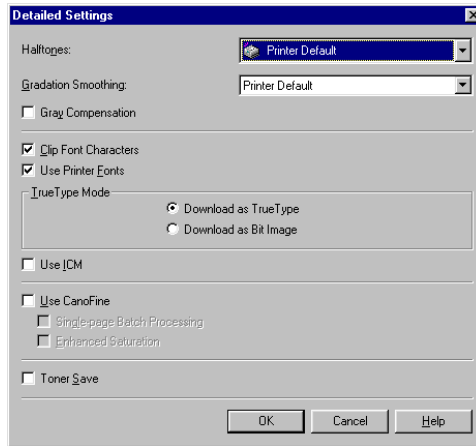 Detailed Settings
Halftones: Printer Default
Gradation Smoothing: Printer Default
Gray Compensation
Clip Font Characters
Use Printer Fonts
TrueType Mode
Download as TrueType
Download as Bit Image
Use ICM
Use CanoFine
Single-page Batch Processing
Enhanced Saturation
Toner Save
OK Cancel Help